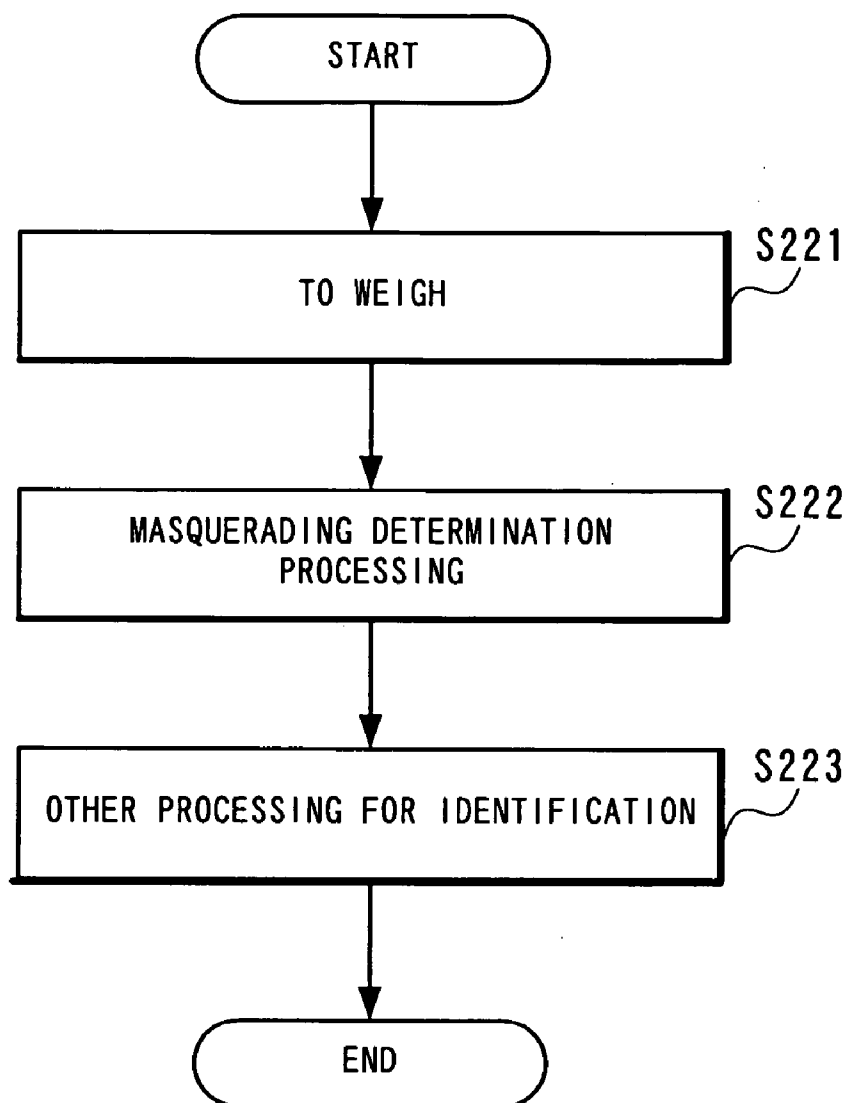 START
TO WEIGH
S221
MASQUERADING DETERMINATION
PROCESSING
S222
OTHER PROCESSING FOR IDENTIFICATION
S223
END